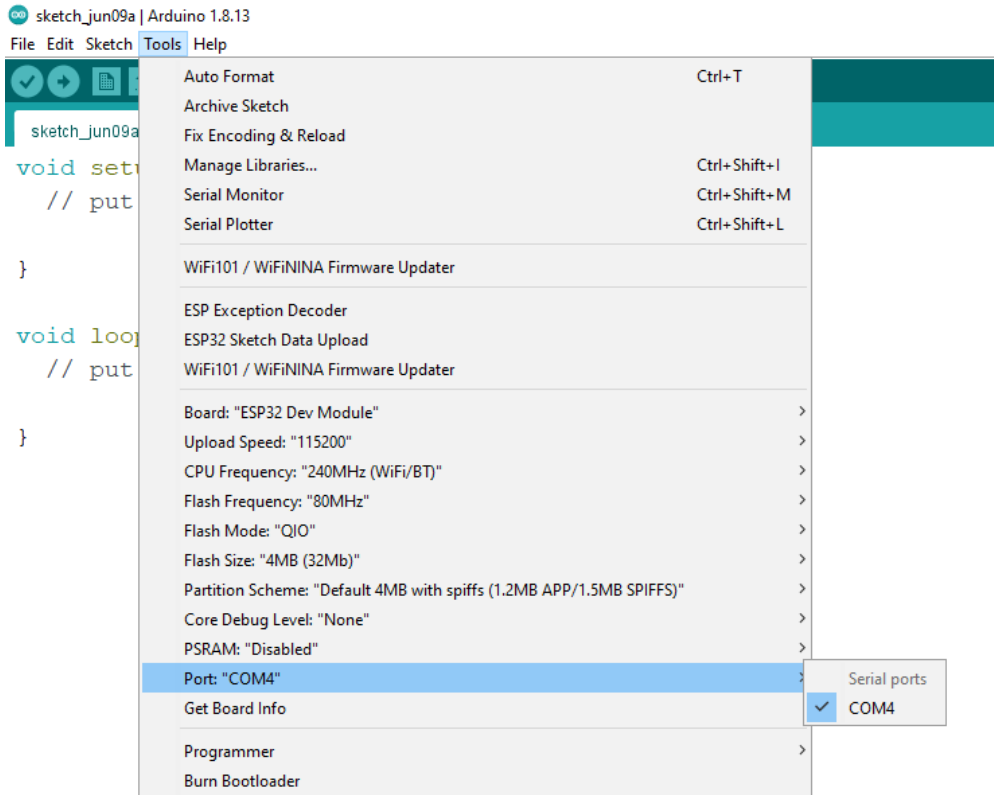 sketch_jun09a | Arduino 1.8.13
File Edit Sketch Tools Help
sketch_jun09a
void setu
// put
}
void loop
// put
}
Auto Format Ctrl+T
Archive Sketch
Fix Encoding & Reload
Manage Libraries... Ctrl+Shift+I
Serial Monitor Ctrl+Shift+M
Serial Plotter Ctrl+Shift+L
WiFi101 / WiFiNINA Firmware Updater
ESP Exception Decoder
ESP32 Sketch Data Upload
WiFi101 / WiFiNINA Firmware Updater
Board: "ESP32 Dev Module"
Upload Speed: "115200"
CPU Frequency: "240MHz (WiFi/BT)"
Flash Frequency: "80MHz"
Flash Mode: "QIO"
Flash Size: "4MB (32Mb)"
Partition Scheme: "Default 4MB with spiffs (1.2MB APP/1.5MB SPIFFS)"
Core Debug Level: "None"
PSRAM: "Disabled"
Port: "COM4"
Get Board Info
Programmer
Burn Bootloader
Serial ports
COM4